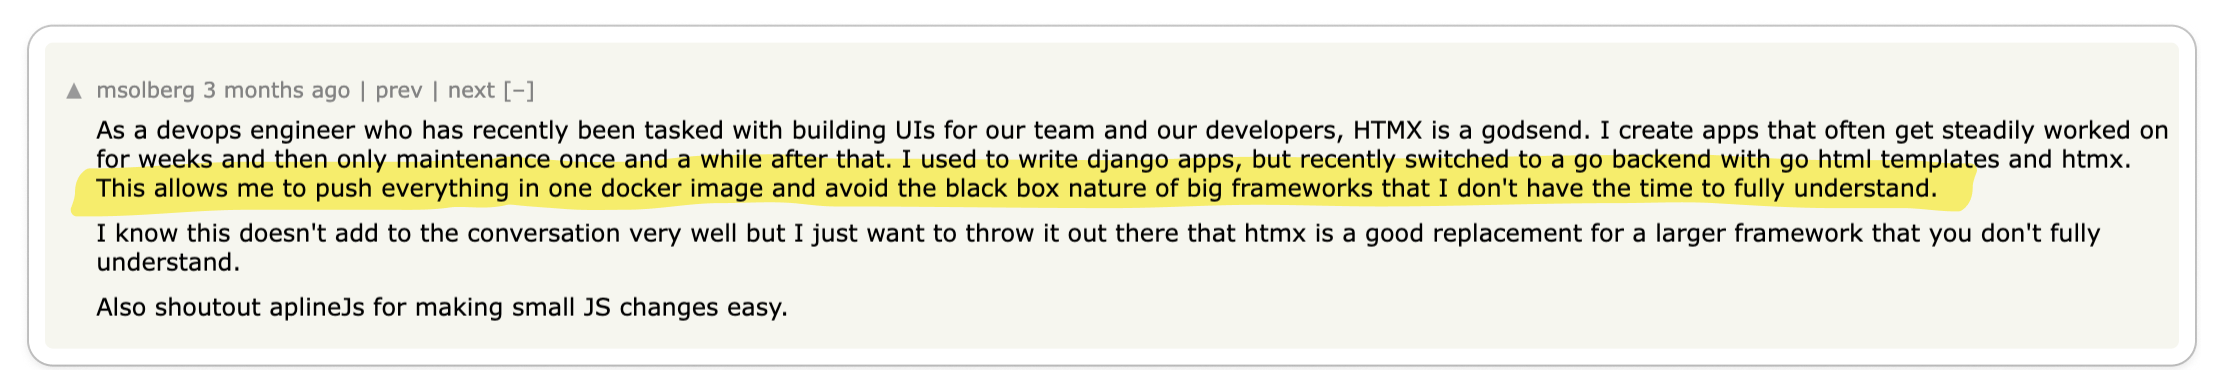 ▲ msolberg 3 months ago | prev | next [–]
As a devops engineer who has recently been tasked with building UIs for our team and our developers, HTMX is a godsend. I create apps that often get steadily worked on
for weeks and then only maintenance once and a while after that. I used to write django apps, but recently switched to a go backend with go html templates and htmx.
This allows me to push everything in one docker image and avoid the black box nature of big frameworks that I don't have the time to fully understand.
I know this doesn't add to the conversation very well but I just want to throw it out there that htmx is a good replacement for a larger framework that you don't fully
understand.
Also shoutout aplineJs for making small JS changes easy.